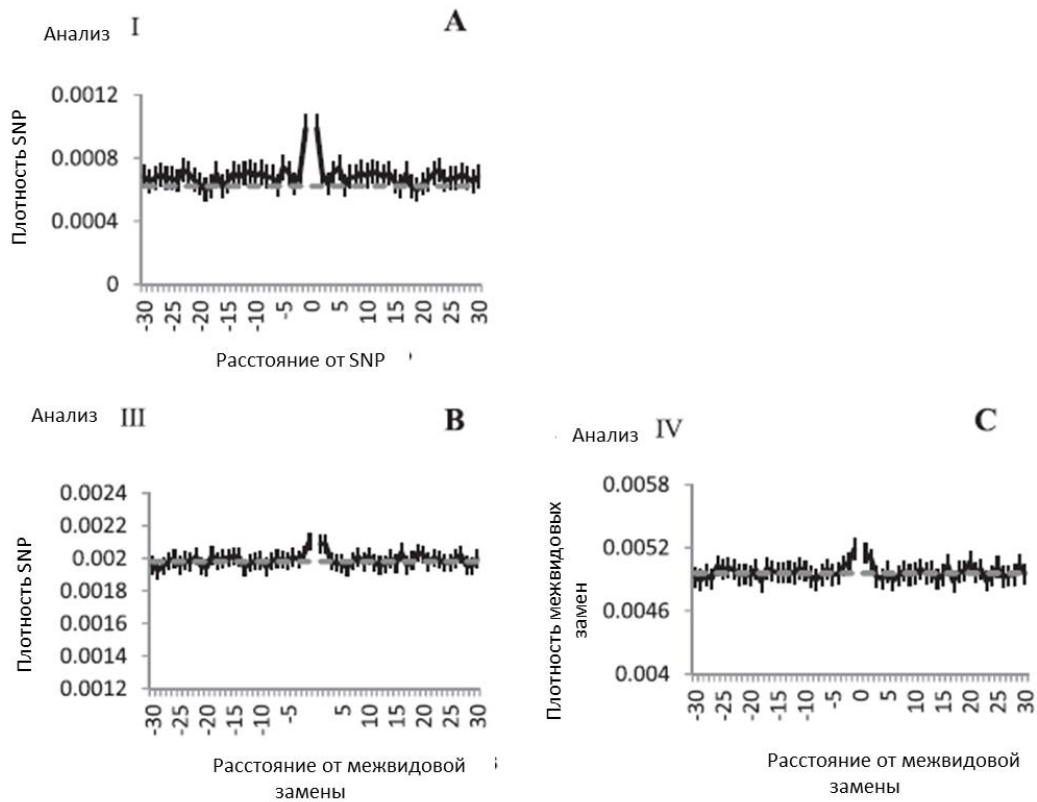 Анализ I A
Плотность SNP
0.0012
0.0008
0.0004
0
-30 -25 -20 -15 -10 -5 0 5 10 15 20 25 30
Расстояние от SNP
Анализ III B
Плотность SNP
0.0024
0.0022
0.002
0.0018
0.0016
0.0014
0.0012
-30 -25 -20 -15 -10 -5 5 10 15 20 25 30
Расстояние от межвидовой
замены
Анализ IV C
Плотность межвидовых
замен
0.0058
0.0052
0.0046
0.004
-30 -25 -20 -15 -10 -5 0 5 10 15 20 25 30
Расстояние от межвидовой
замены